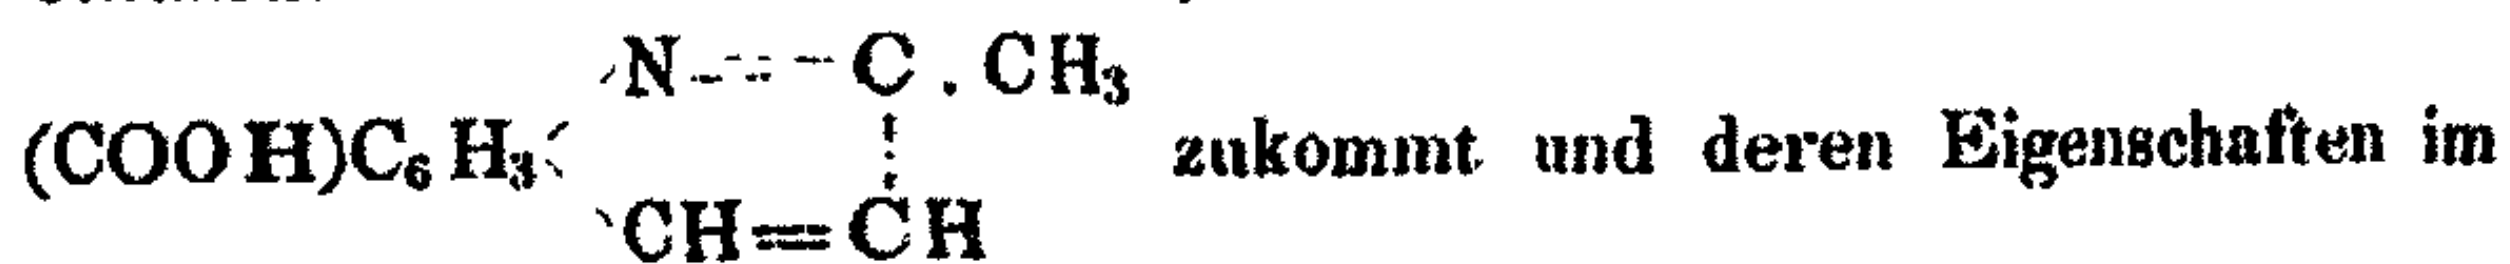 N=C.CH3
(COOH)C6H3< zukommt und deren Eigenschaften im
CH=CH